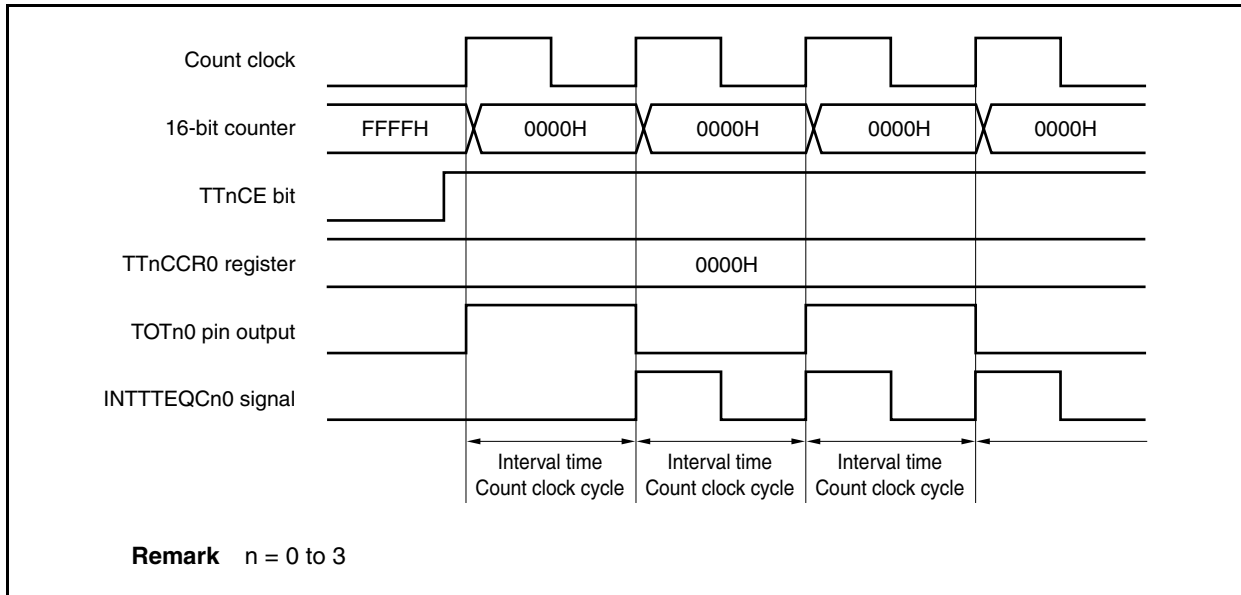 Count clock
16-bit counter FFFFH 0000H 0000H 0000H 0000H
TTnCE bit
TTnCCR0 register 0000H
TOTn0 pin output
INTTTEQCn0 signal
Interval time Interval time Interval time
Count clock cycle Count clock cycle Count clock cycle
Remark n = 0 to 3